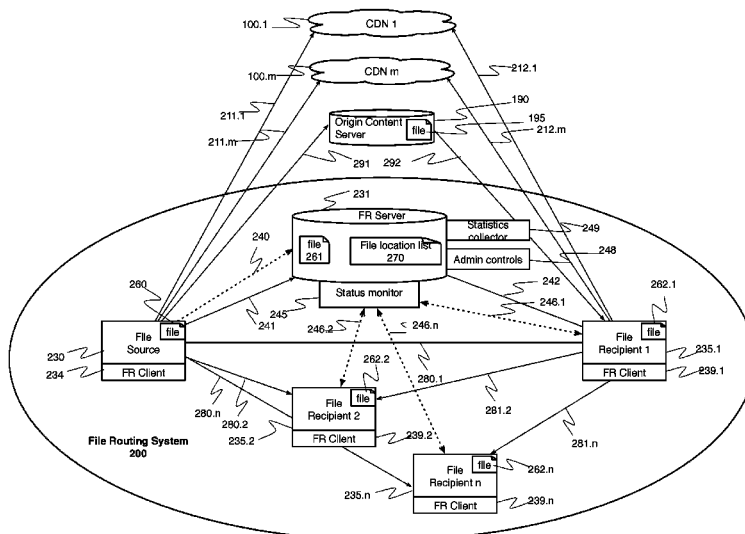 100.1
CDN 1
100.m
CDN m
212.1
211.1
190
Origin Content
Server
file
195
211.m
212.m
291
292
231
FR Server
Statistics
collector
249
240
file
261
File location list
270
Admin controls
248
260
242
246.1
262.1
file
241
245
Status monitor
246.2
246.n
File
Source
file
File
Recipient 1
230
235.1
234
FR Client
262.2
280.1
FR Client
239.1
280.n
280.2
File
Recipient 2
file
281.2
235.2
FR Client
239.2
281.n
File Routing System
200
File
Recipient n
file
262.n
235.n
FR Client
239.n